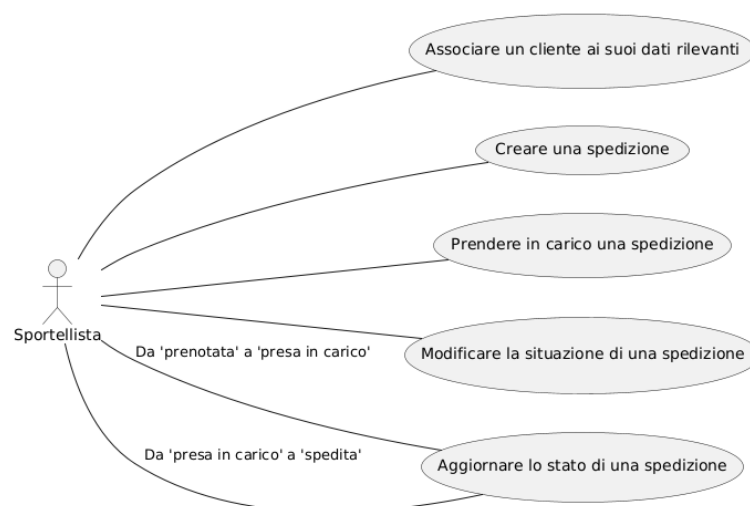 Associare un cliente ai suoi dati rilevanti
Creare una spedizione
Prendere in carico una spedizione
Sportellista
Da 'prenotata' a 'presa in carico'
Modificare la situazione di una spedizione
Da 'presa in carico' a 'spedita'
Aggiornare lo stato di una spedizione